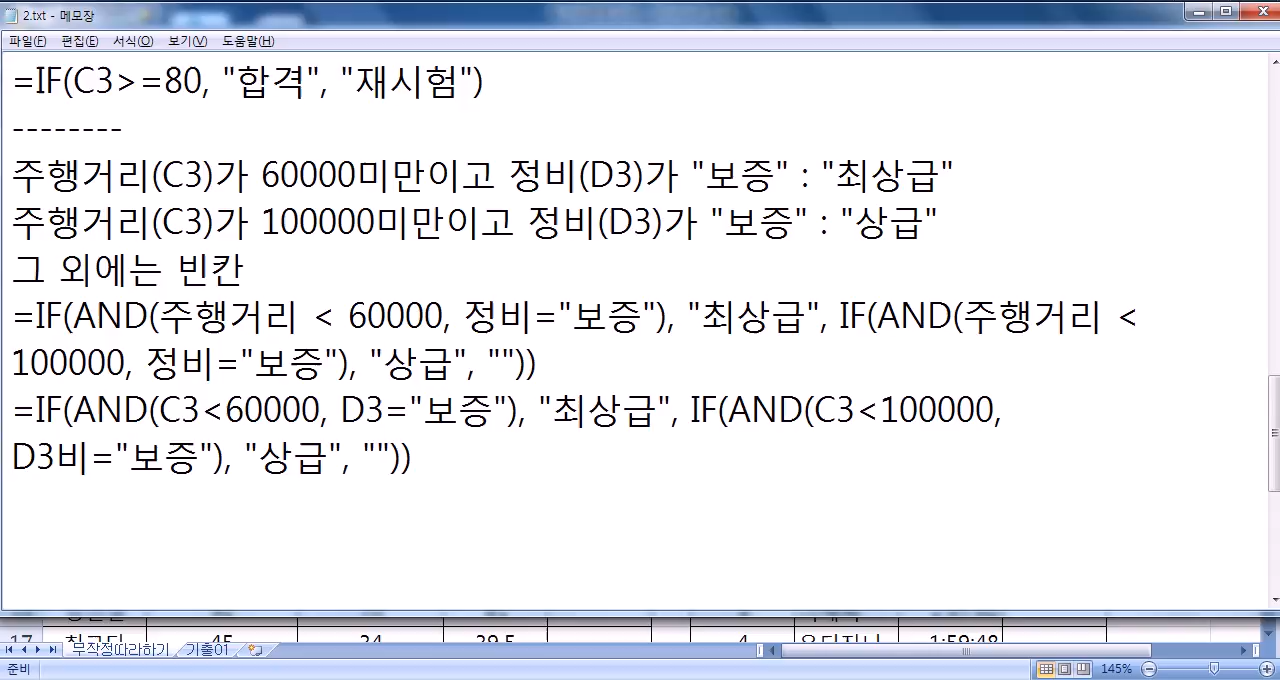 2.txt - 메모장
파일(F) 편집(E) 서식(O) 보기(V) 도움말(H)
=IF(C3>=80, "합격", "재시험")
--------
주행거리(C3)가 60000미만이고 정비(D3)가 "보증" : "최상급"
주행거리(C3)가 100000미만이고 정비(D3)가 "보증" : "상급"
그 외에는 빈칸
=IF(AND(주행거리 < 60000, 정비="보증"), "최상급", IF(AND(주행거리 <
100000, 정비="보증"), "상급", ""))
=IF(AND(C3<60000, D3="보증"), "최상급", IF(AND(C3<100000,
D3비="보증"), "상급", ""))
17 45 34 39.5 4 1:59:48
무작정따라하기 기출01
준비 145%